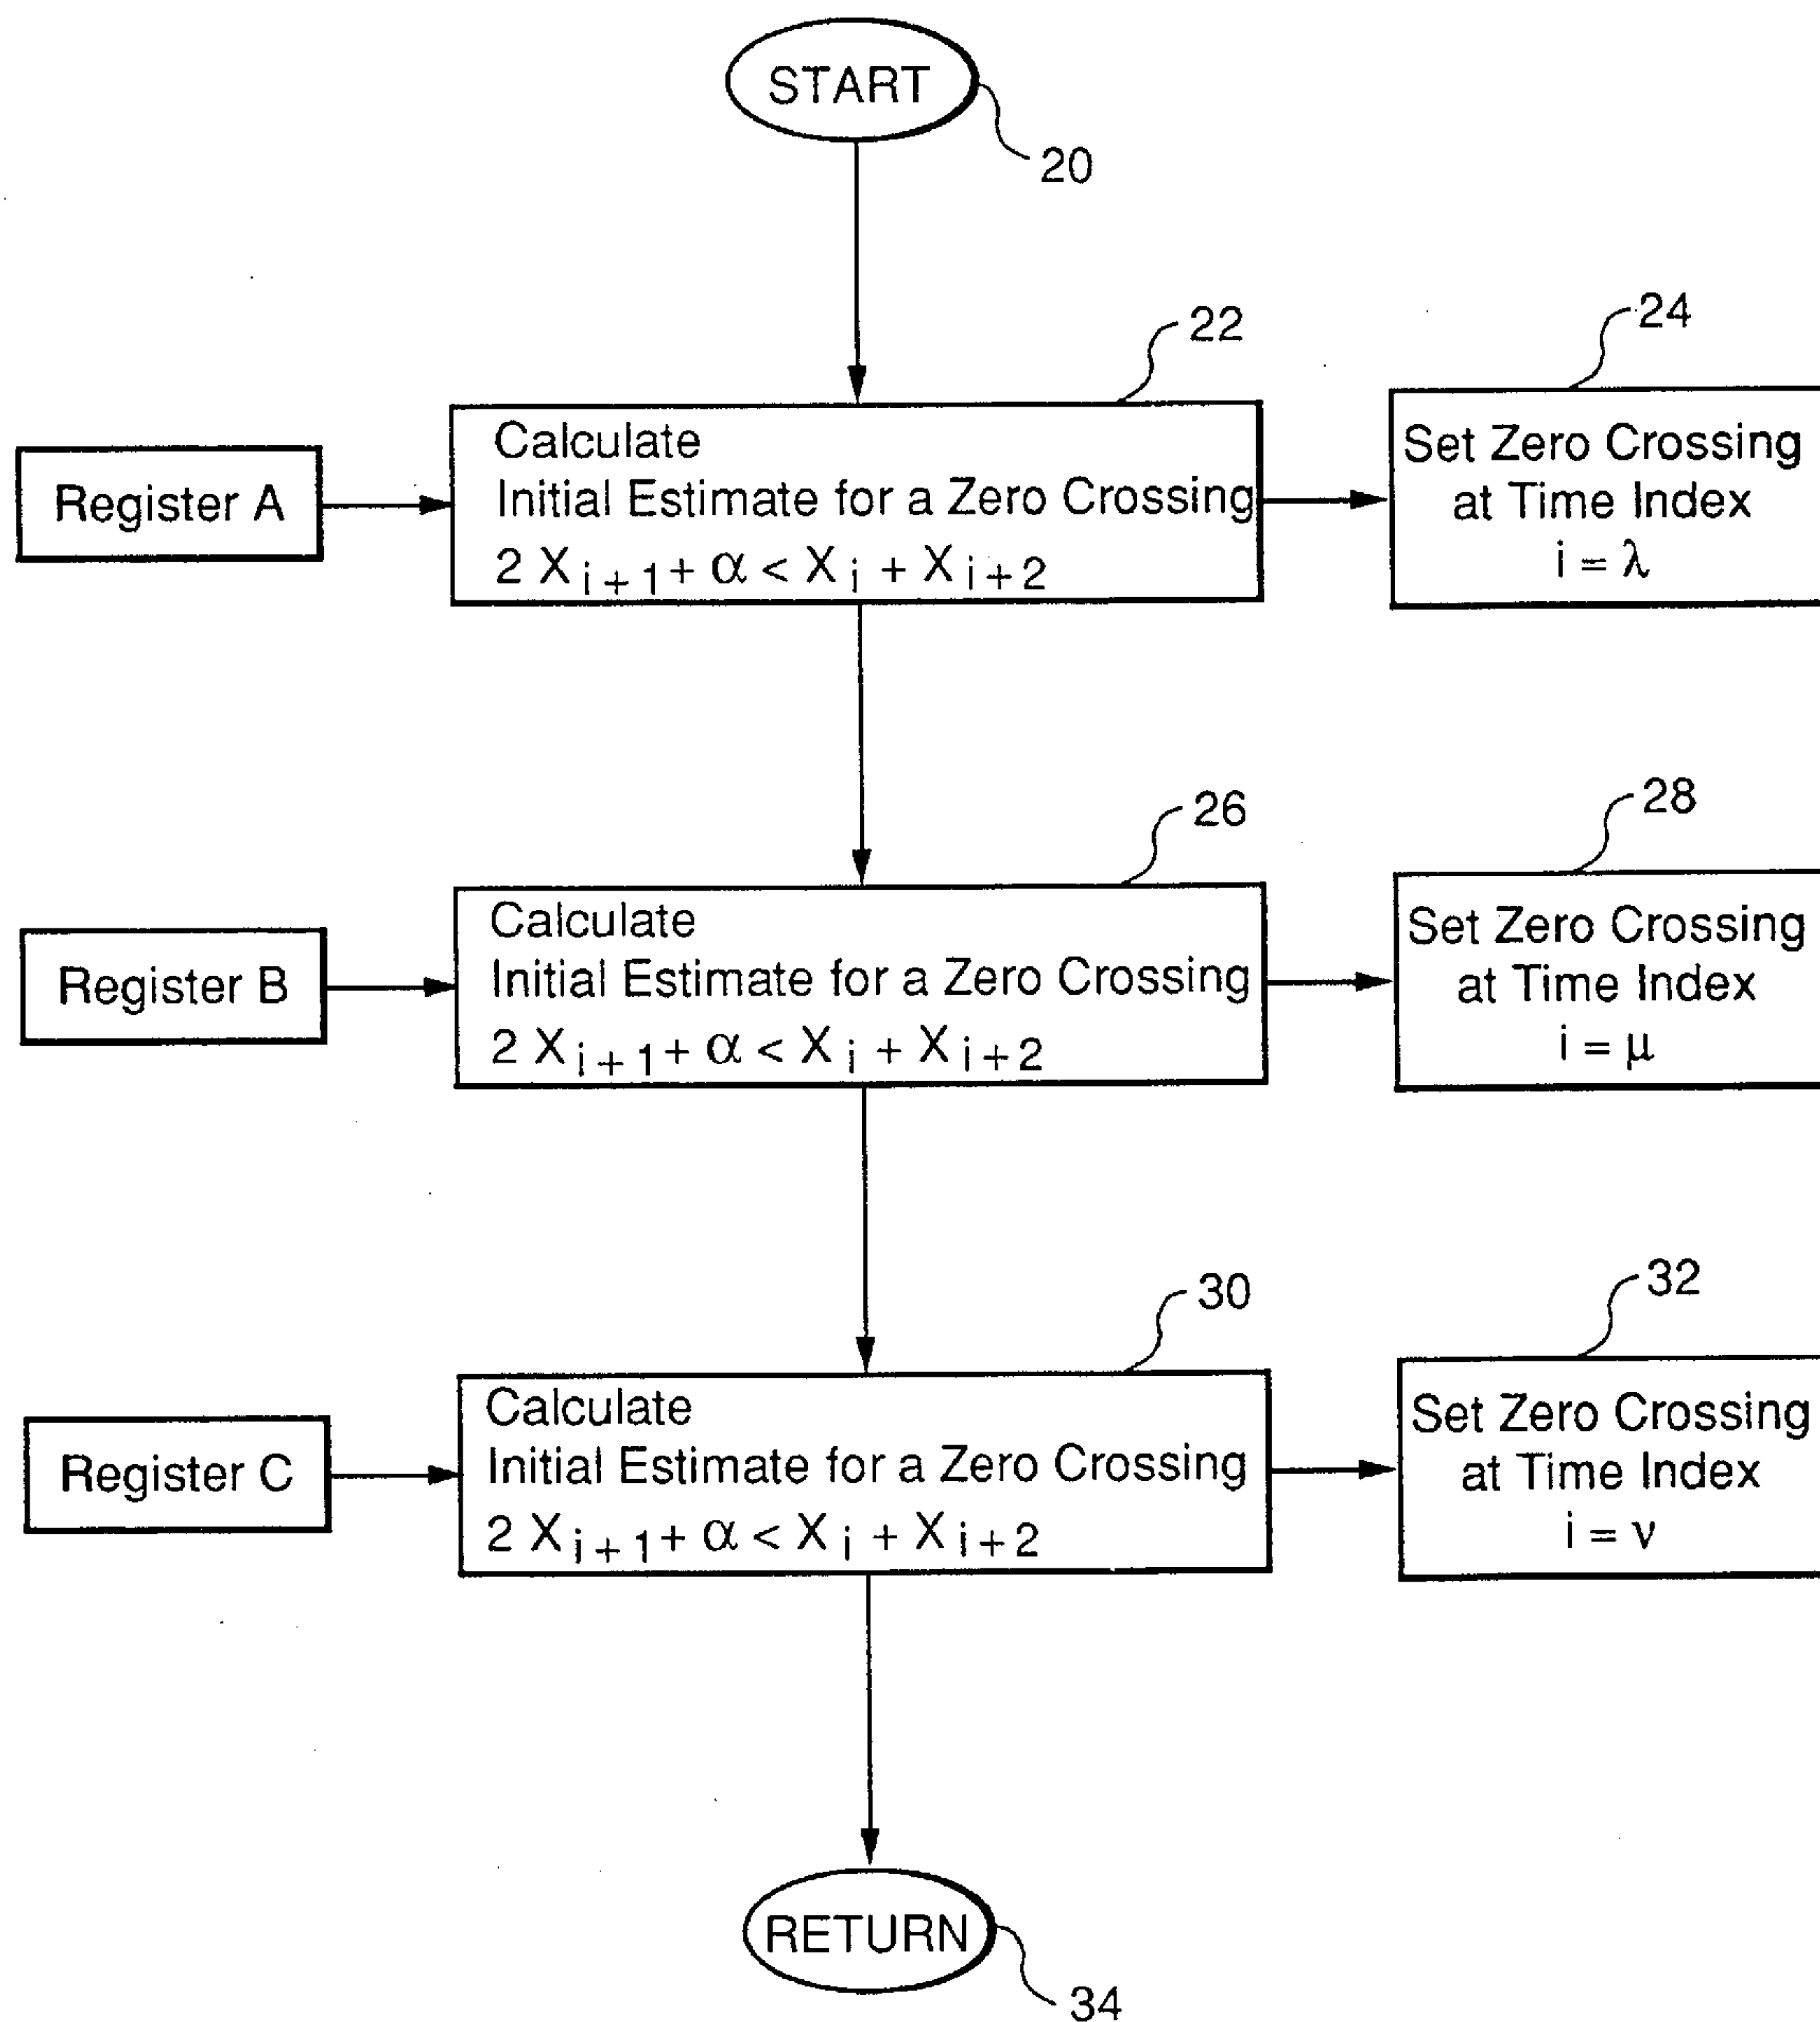 START
20
22
24
Register A
Calculate
Initial Estimate for a Zero Crossing
2 X i + 1 + α < X i + X i + 2
Set Zero Crossing
at Time Index
i = λ
26
28
Register B
Calculate
Initial Estimate for a Zero Crossing
2 X i + 1 + α < X i + X i + 2
Set Zero Crossing
at Time Index
i = μ
30
32
Register C
Calculate
Initial Estimate for a Zero Crossing
2 X i + 1 + α < X i + X i + 2
Set Zero Crossing
at Time Index
i = ν
RETURN
34